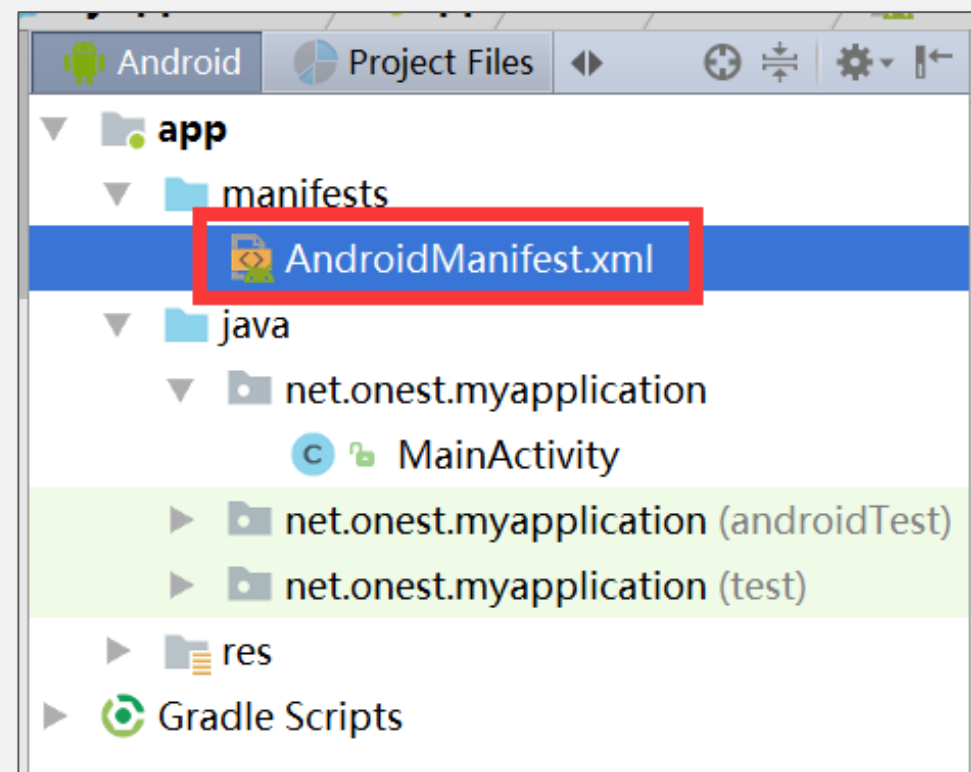 Android Project Files
app
manifests
AndroidManifest.xml
java
net.onest.myapplication
C MainActivity
net.onest.myapplication (androidTest)
net.onest.myapplication (test)
res
Gradle Scripts